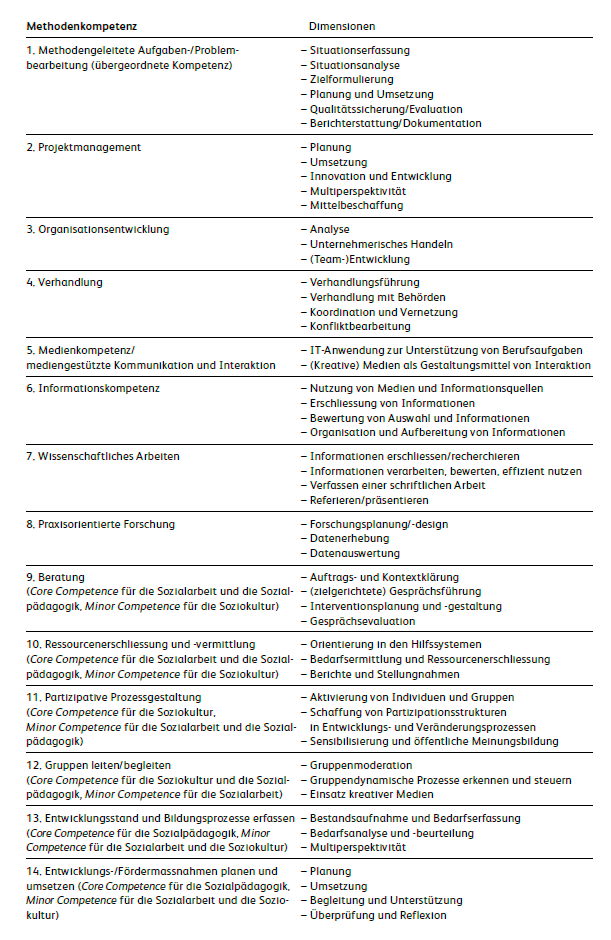 Methodenkompetenz
Dimensionen
1. Methodengeleitete Aufgaben-/Problem-
bearbeitung (übergeordnete Kompetenz)
– Situationserfassung
– Situationsanalyse
– Zielformulierung
– Planung und Umsetzung
– Qualitätssicherung/Evaluation
– Berichterstattung/Dokumentation
2. Projektmanagement
– Planung
– Umsetzung
– Innovation und Entwicklung
– Multiperspektivität
– Mittelbeschaffung
3. Organisationsentwicklung
– Analyse
– Unternehmerisches Handeln
– (Team-)Entwicklung
4. Verhandlung
– Verhandlungsführung
– Verhandlung mit Behörden
– Koordination und Vernetzung
– Konfliktbearbeitung
5. Medienkompetenz/
mediengestützte Kommunikation und Interaktion
– IT-Anwendung zur Unterstützung von Berufsaufgaben
– (Kreative) Medien als Gestaltungsmittel von Interaktion
6. Informationskompetenz
– Nutzung von Medien und Informationsquellen
– Erschliessung von Informationen
– Bewertung von Auswahl und Informationen
– Organisation und Aufbereitung von Informationen
7. Wissenschaftliches Arbeiten
– Informationen erschliessen/recherchieren
– Informationen verarbeiten, bewerten, effizient nutzen
– Verfassen einer schriftlichen Arbeit
– Referieren/präsentieren
8. Praxisorientierte Forschung
– Forschungsplanung/-design
– Datenerhebung
– Datenauswertung
9. Beratung
(Core Competence für die Sozialarbeit und die Sozial-
pädagogik, Minor Competence für die Soziokultur)
– Auftrags- und Kontextklärung
– (zielgerichtete) Gesprächsführung
– Interventionsplanung und -gestaltung
– Gesprächsevaluation
10. Ressourcenerschliessung und -vermittlung
(Core Competence für die Sozialarbeit und die Sozial-
pädagogik, Minor Competence für die Soziokultur)
– Orientierung in den Hilfssystemen
– Bedarfsermittlung und Ressourcenerschliessung
– Berichte und Stellungnahmen
11. Partizipative Prozessgestaltung
(Core Competence für die Soziokultur,
Minor Competence für die Sozialarbeit und die Sozial-
pädagogik)
– Aktivierung von Individuen und Gruppen
– Schaffung von Partizipationsstrukturen
in Entwicklungs- und Veränderungsprozessen
– Sensibilisierung und öffentliche Meinungsbildung
12. Gruppen leiten/begleiten
(Core Competence für die Soziokultur und die Sozial-
pädagogik, Minor Competence für die Sozialarbeit)
– Gruppenmoderation
– Gruppendynamische Prozesse erkennen und steuern
– Einsatz kreativer Medien
13. Entwicklungsstand und Bildungsprozesse erfassen
(Core Competence für die Sozialpädagogik, Minor
Competence für die Sozialarbeit und die Soziokultur)
– Bestandsaufnahme und Bedarfserfassung
– Bedarfsanalyse und -beurteilung
– Multiperspektivität
14. Entwicklungs-/Fördermassnahmen planen und
umsetzen (Core Competence für die Sozialpädagogik,
Minor Competence für die Sozialarbeit und die Sozio-
kultur)
– Planung
– Umsetzung
– Begleitung und Unterstützung
– Überprüfung und Reflexion